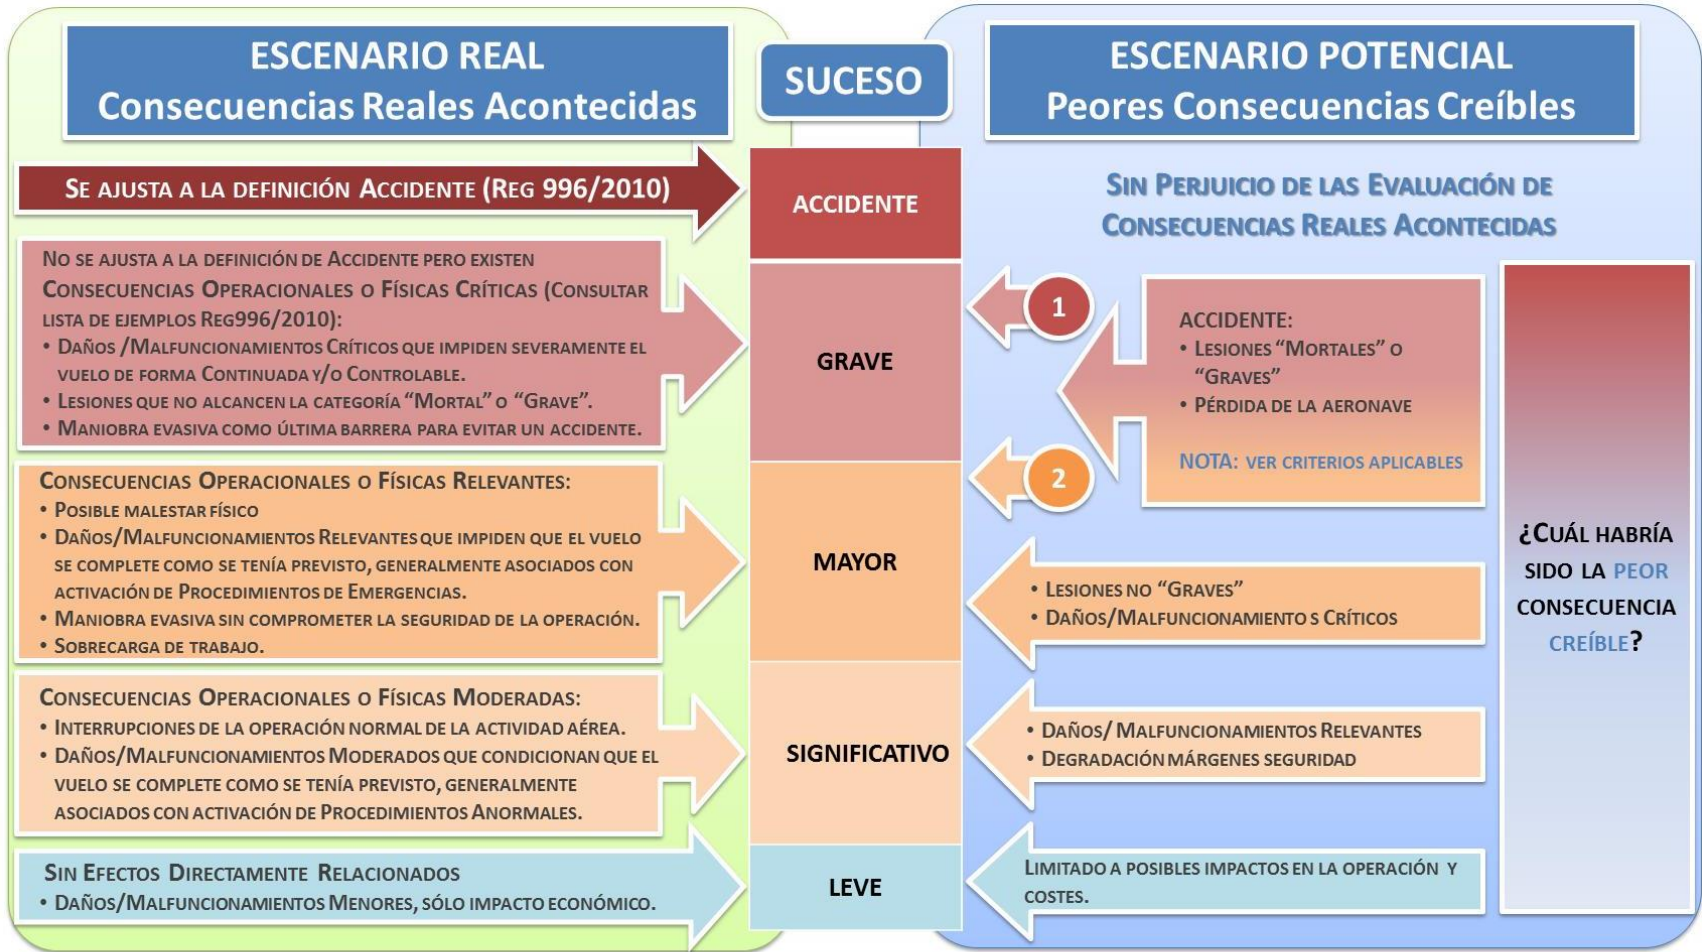 ESCENARIO REAL
Consecuencias Reales Acontecidas
SUCESO
ESCENARIO POTENCIAL
Peores Consecuencias Creíbles
SE AJUSTA A LA DEFINICIÓN ACCIDENTE (REG 996/2010)
NO SE AJUSTA A LA DEFINICIÓN DE ACCIDENTE PERO EXISTEN
CONSECUENCIAS OPERACIONALES O FÍSICAS CRÍTICAS (CONSULTAR
LISTA DE EJEMPLOS REG996/2010):
• DAÑOS /MALFUNCIONAMIENTOS CRÍTICOS QUE IMPIDEN SEVERAMENTE EL
VUELO DE FORMA CONTINUADA Y/O CONTROLABLE.
• LESIONES QUE NO ALCANCEN LA CATEGORÍA “MORTAL” O “GRAVE”.
• MANIOBRA EVASIVA COMO ÚLTIMA BARRERA PARA EVITAR UN ACCIDENTE.
CONSECUENCIAS OPERACIONALES O FÍSICAS RELEVANTES:
• POSIBLE MALESTAR FÍSICO
• DAÑOS/MALFUNCIONAMIENTOS RELEVANTES QUE IMPIDEN QUE EL VUELO
SE COMPLETE COMO SE TENÍA PREVISTO, GENERALMENTE ASOCIADOS CON
ACTIVACIÓN DE PROCEDIMIENTOS DE EMERGENCIAS.
• MANIOBRA EVASIVA SIN COMPROMETER LA SEGURIDAD DE LA OPERACIÓN.
• SOBRECARGA DE TRABAJO.
CONSECUENCIAS OPERACIONALES O FÍSICAS MODERADAS:
• INTERRUPCIONES DE LA OPERACIÓN NORMAL DE LA ACTIVIDAD AÉREA.
• DAÑOS/MALFUNCIONAMIENTOS MODERADOS QUE CONDICIONAN QUE EL
VUELO SE COMPLETE COMO SE TENÍA PREVISTO, GENERALMENTE
ASOCIADOS CON ACTIVACIÓN DE PROCEDIMIENTOS ANORMALES.
SIN EFECTOS DIRECTAMENTE RELACIONADOS
• DAÑOS/MALFUNCIONAMIENTOS MENORES, SÓLO IMPACTO ECONÓMICO.
ACCIDENTE
GRAVE
MAYOR
SIGNIFICATIVO
LEVE
SIN PERJUICIO DE LAS EVALUACIÓN DE
CONSECUENCIAS REALES ACONTECIDAS
1
2
ACCIDENTE:
• LESIONES “MORTALES” O
“GRAVES”
• PÉRDIDA DE LA AERONAVE
NOTA: VER CRITERIOS APLICABLES
• LESIONES NO “GRAVES”
• DAÑOS/MALFUNCIONAMIENTO S CRÍTICOS
• DAÑOS/ MALFUNCIONAMIENTOS RELEVANTES
• DEGRADACIÓN MÁRGENES SEGURIDAD
LIMITADO A POSIBLES IMPACTOS EN LA OPERACIÓN Y
COSTES.
¿CUÁL HABRÍA
SIDO LA PEOR
CONSECUENCIA
CREÍBLE?